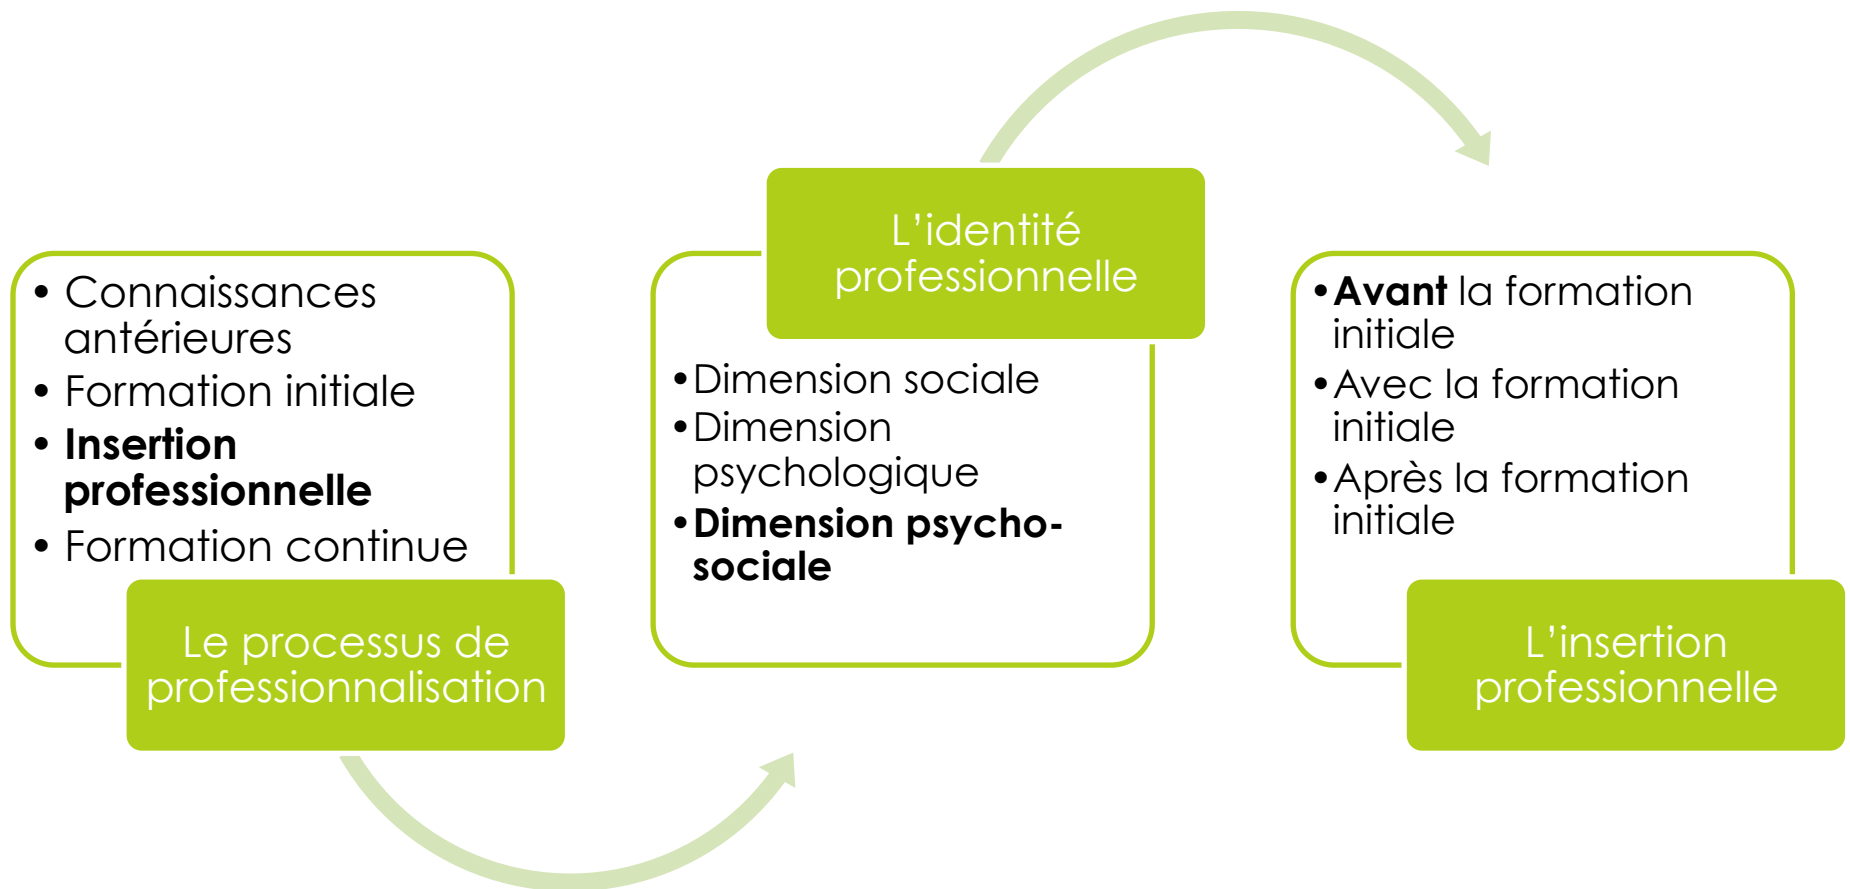 • Connaissances
antérieures
• Formation initiale
• Insertion
professionnelle
• Formation continue
Le processus de
professionnalisation
L’identité
professionnelle
•Dimension sociale
•Dimension
psychologique
•Dimension psycho-
sociale
•Avant la formation
initiale
•Avec la formation
initiale
•Après la formation
initiale
L’insertion
professionnelle